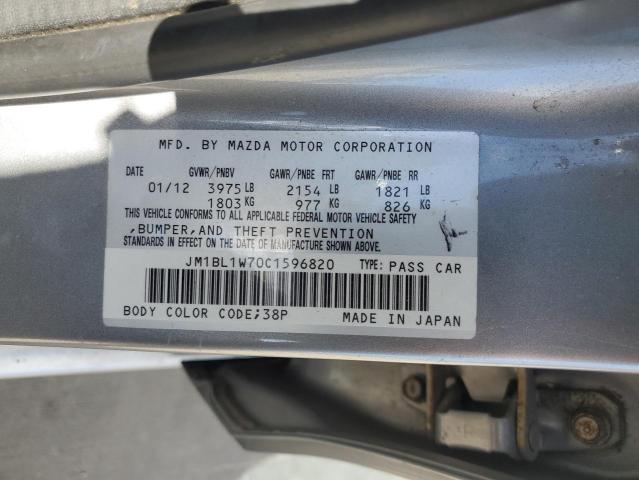 MFD. BY MAZDA MOTOR CORPORATION
DATE GVWR/PNBV GAWR/PNBE FRT GAWR/PNBE RR
01/12 3975 LB 2154 LB 1821 LB
1803 KG 977 KG 826 KG
THIS VEHICLE CONFORMS TO ALL APPLICABLE FEDERAL MOTOR VEHICLE SAFETY
,BUMPER,AND THEFT PREVENTION
STANDARDS IN EFFECT ON THE DATE OF MANUFACTURE SHOWN ABOVE.
JM1BL1W70C1596820 TYPE: PASS CAR
BODY COLOR CODE;38P MADE IN JAPAN